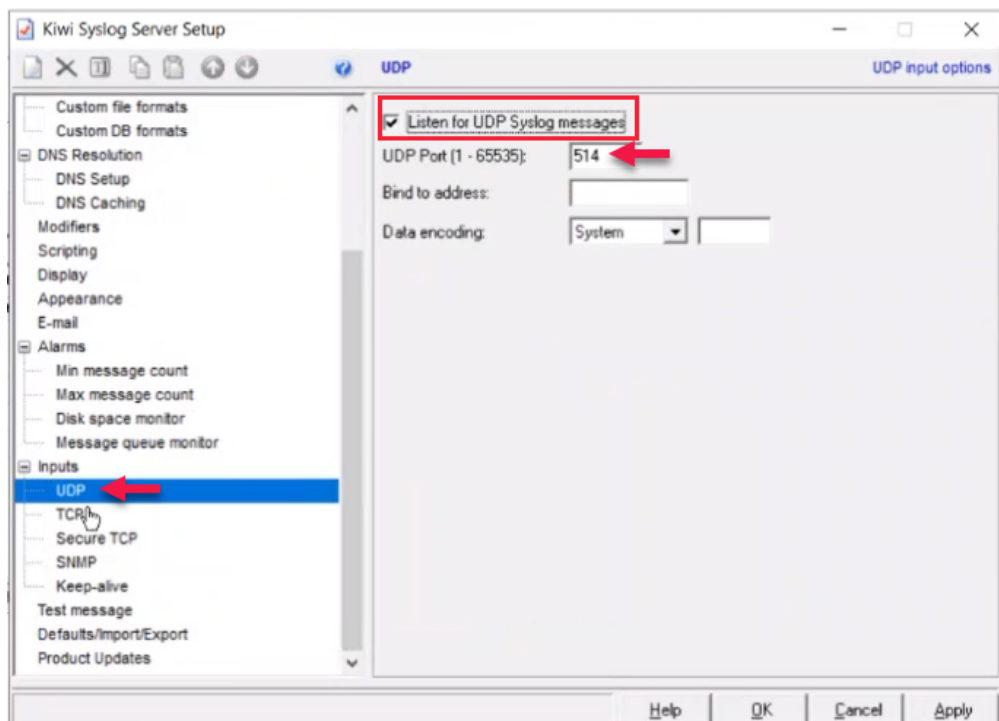 Kiwi Syslog Server Setup
UDP
UDP input options
Custom file formats
Custom DB formats
DNS Resolution
DNS Setup
DNS Caching
Modifiers
Scripting
Display
Appearance
E-mail
Alarms
Min message count
Max message count
Disk space monitor
Message queue monitor
Inputs
UDP
TCP
Secure TCP
SNMP
Keep-alive
Test message
Defaults/Import/Export
Product Updates
Listen for UDP Syslog messages
UDP Port (1 - 65535): 514
Bind to address:
Data encoding: System
Help OK Cancel Apply